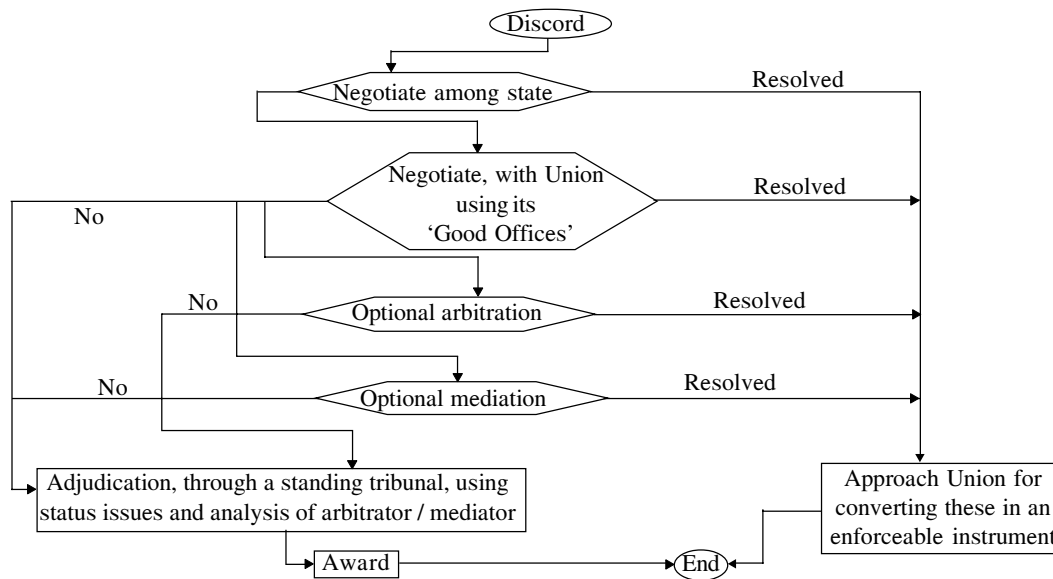 Discord
Negotiate among state
Resolved
Negotiate, with Union
using its
‘Good Offices’
Resolved
No
Optional arbitration
No
Resolved
Optional mediation
No
Resolved
Adjudication, through a standing tribunal, using
status issues and analysis of arbitrator / mediator
Approach Union for
converting these in an
enforceable instrument
Award
End